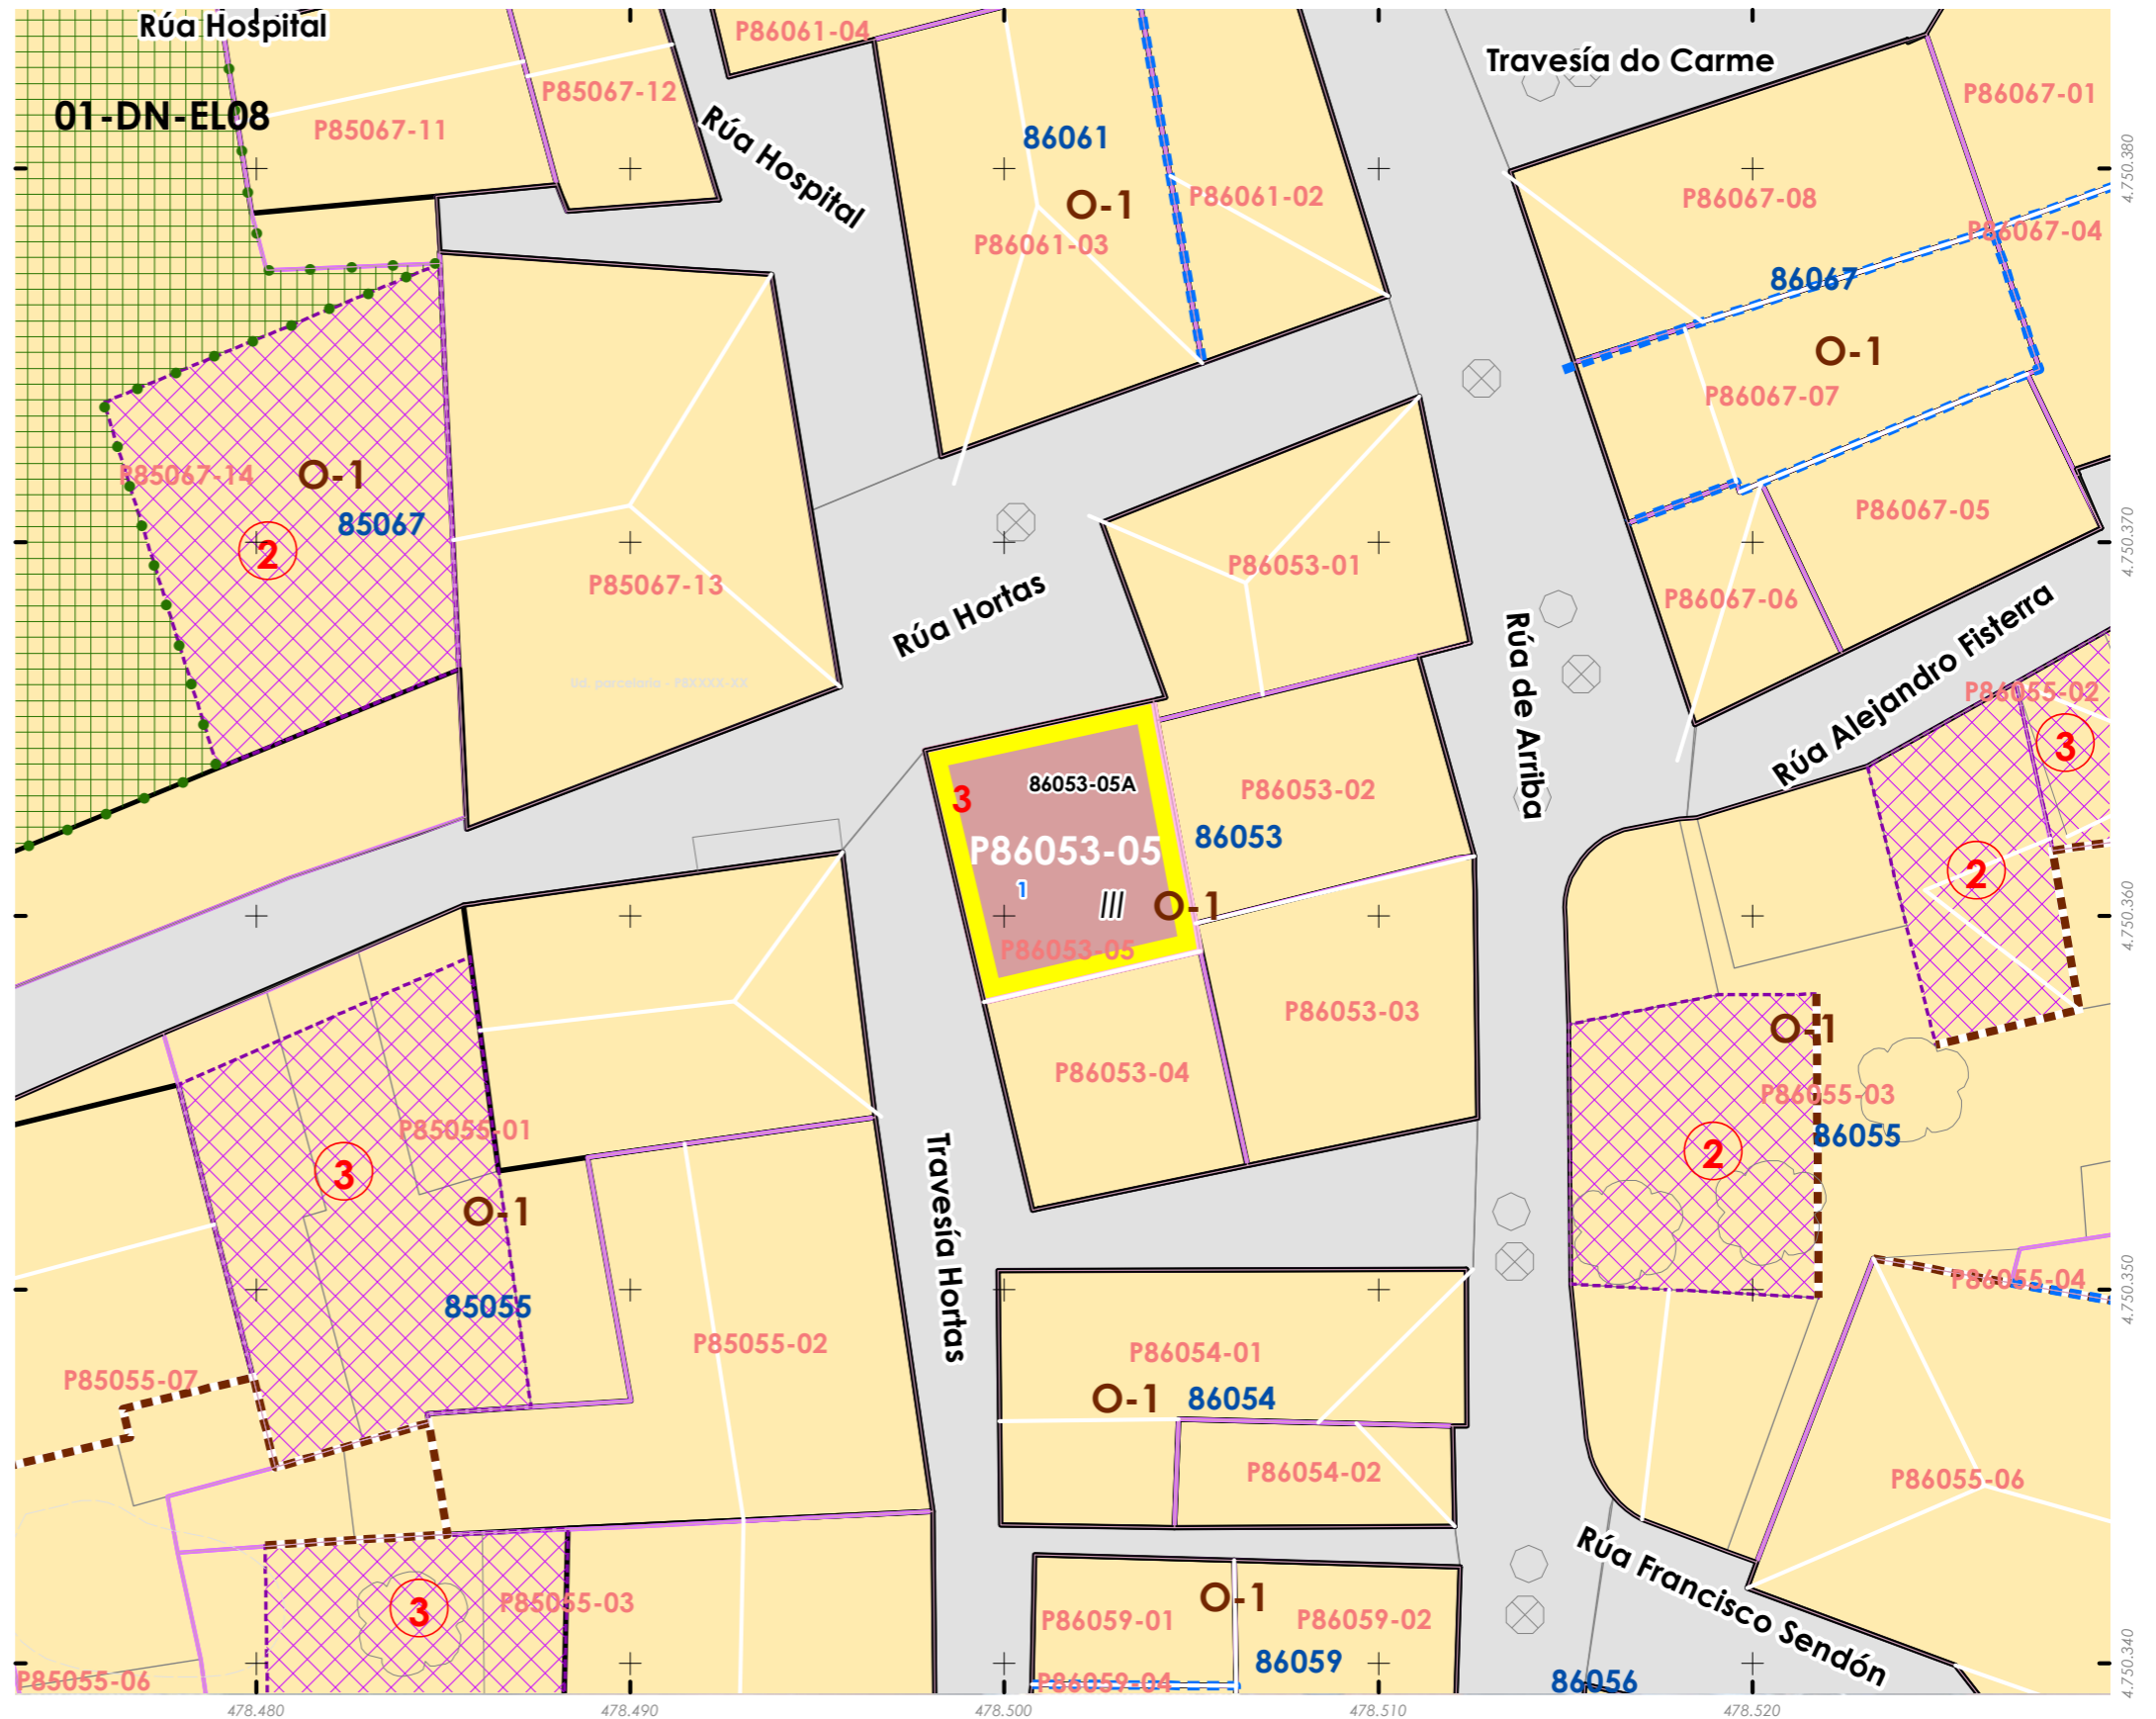 Rúa Hospital
P86061-04
Travesía do Carme
P85067-12
P86067-01
01-DN-EL08
P85067-11
Rúa Hospital
86061
4.750.380
P86061-02
O-1
P86067-08
P86061-03
P86067-04
86067
O-1
P86067-07
P85067-14
O-1
85067
2
P86067-05
4.750.370
P86053-01
P85067-13
Rúa Hortas
P86067-06
Rúa de Arriba
Rúa Alejandro Fisterra
Ud. parcelaria - P8XXXX-XX
P86055-02
3
86053-05A
3
P86053-02
86053
P86053-05
1
III
O-1
2
4.750.360
P86053-05
P86053-03
O-1
P86053-04
P86055-03
P85055-01
86055
3
2
O-1
Travesía Hortas
P86055-04
4.750.350
85055
P85055-02
P86054-01
P85055-07
O-1
86054
P86054-02
P86055-06
Rúa Francisco Sendón
3
P85055-03
O-1
P86059-01
P86059-02
86059
P85055-06
P86059-04
86056
4.750.340
478.480
478.490
478.500
478.510
478.520